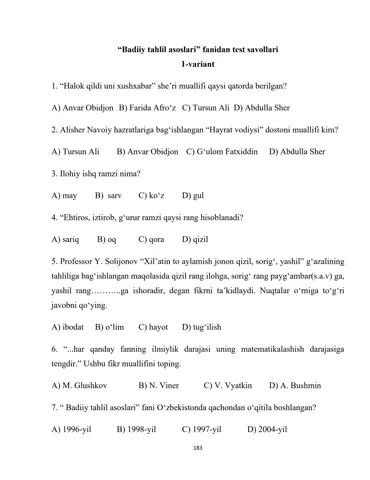 “Badiiy tahlil asoslari” fanidan test savollari
1-variant
1. “Halok qildi uni xushxabar” she’ri muallifi qaysi qatorda berilgan?
A) Anvar Obidjon B) Farida Afro‘z C) Tursun Ali D) Abdulla Sher
2. Alisher Navoiy hazratlariga bag‘ishlangan “Hayrat vodiysi” dostoni muallifi kim?
A) Tursun Ali B) Anvar Obidjon C) G‘ulom Fatxiddin D) Abdulla Sher
3. Ilohiy ishq ramzi nima?
A) may B) sarv C) ko‘z D) gul
4. “Ehtiros, iztirob, g‘urur ramzi qaysi rang hisoblanadi?
A) sariq B) oq C) qora D) qizil
5. Professor Y. Solijonov “Xil’atin to aylamish jonon qizil, sorig‘, yashil” g‘azalining
tahliliga bag‘ishlangan maqolasida qizil rang ilohga, sorig‘ rang payg‘ambar(s.a.v) ga,
yashil rang………..ga ishoradir, degan fikrni ta’kidlaydi. Nuqtalar o‘rniga to‘g‘ri
javobni qo‘ying.
A) ibodat B) o‘lim C) hayot D) tug‘ilish
6. “...har qanday fanning ilmiylik darajasi uning matematikalashish darajasiga
tengdir.” Ushbu fikr muallifini toping.
A) M. Glushkov B) N. Viner C) V. Vyatkin D) A. Bushmin
7. “ Badiiy tahlil asoslari” fani O‘zbekistonda qachondan o‘qitila boshlangan?
A) 1996-yil B) 1998-yil C) 1997-yil D) 2004-yil
183